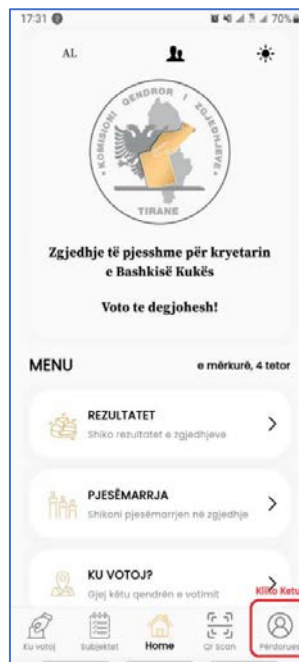 17:31
70%
AL
KOMISIONI QENDROR I ZGJEDHJEVE
TIRANE
Zgjedhje të pjesshme për kryetarin
e Bashkisë Kukës
Voto te degjohesh!
MENU
e mërkurë, 4 tetor
REZULTATET
Shiko rezultatet e zgjedhjeve
PJESËMARRJA
Shikoni pjesëmarrjen në zgjedhje
KU VOTOJ?
Gjej këtu qendrën e votimit
Kliko Ketu
Ku votoj
Subjektet
Home
Qr Scan
Përdorues